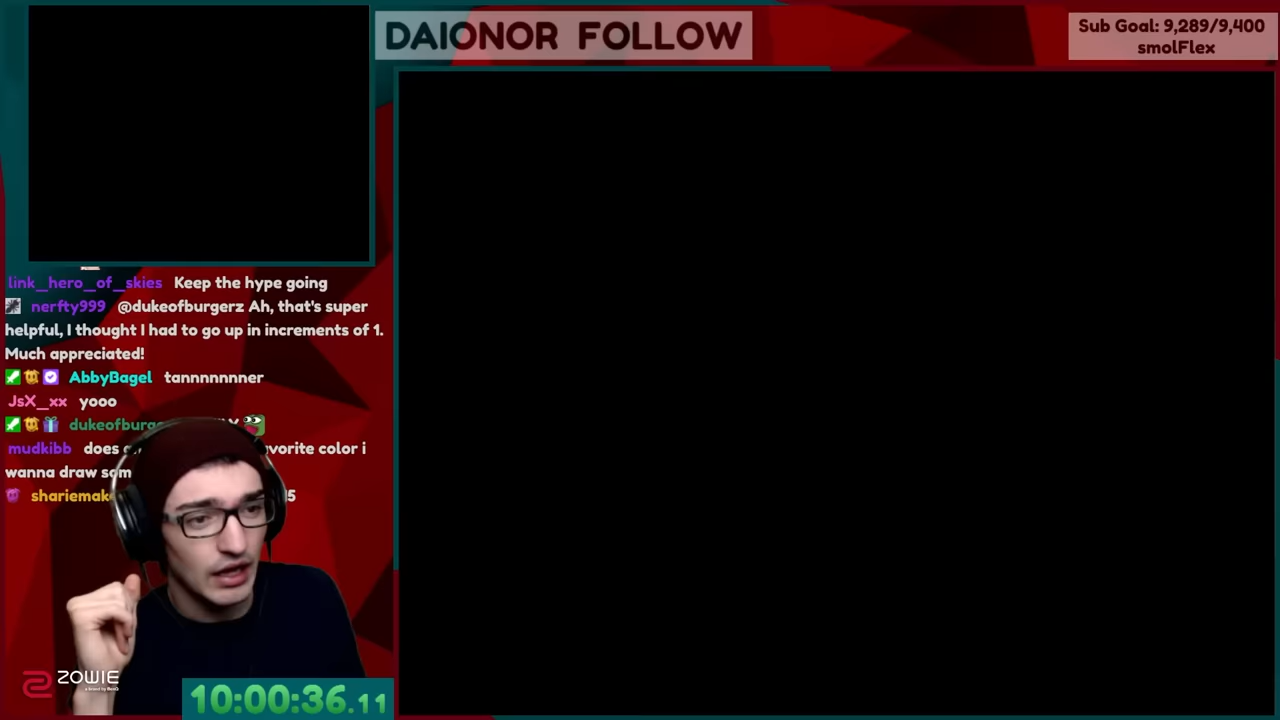 DAIONOR FOLLOW
Sub Goal: 9,289/9,400
smolFlex
link_hero_of_skies Keep the hype going
nerfty999 @dukeofburgerz Ah, that's super
helpful, I thought I had to go up in increments of 1.
Much appreciated!
AbbyBagel tannnnnnner
JsX_xx yooo
mudkibb does color i
wanna draw
ZOWIE
10:00:36.11